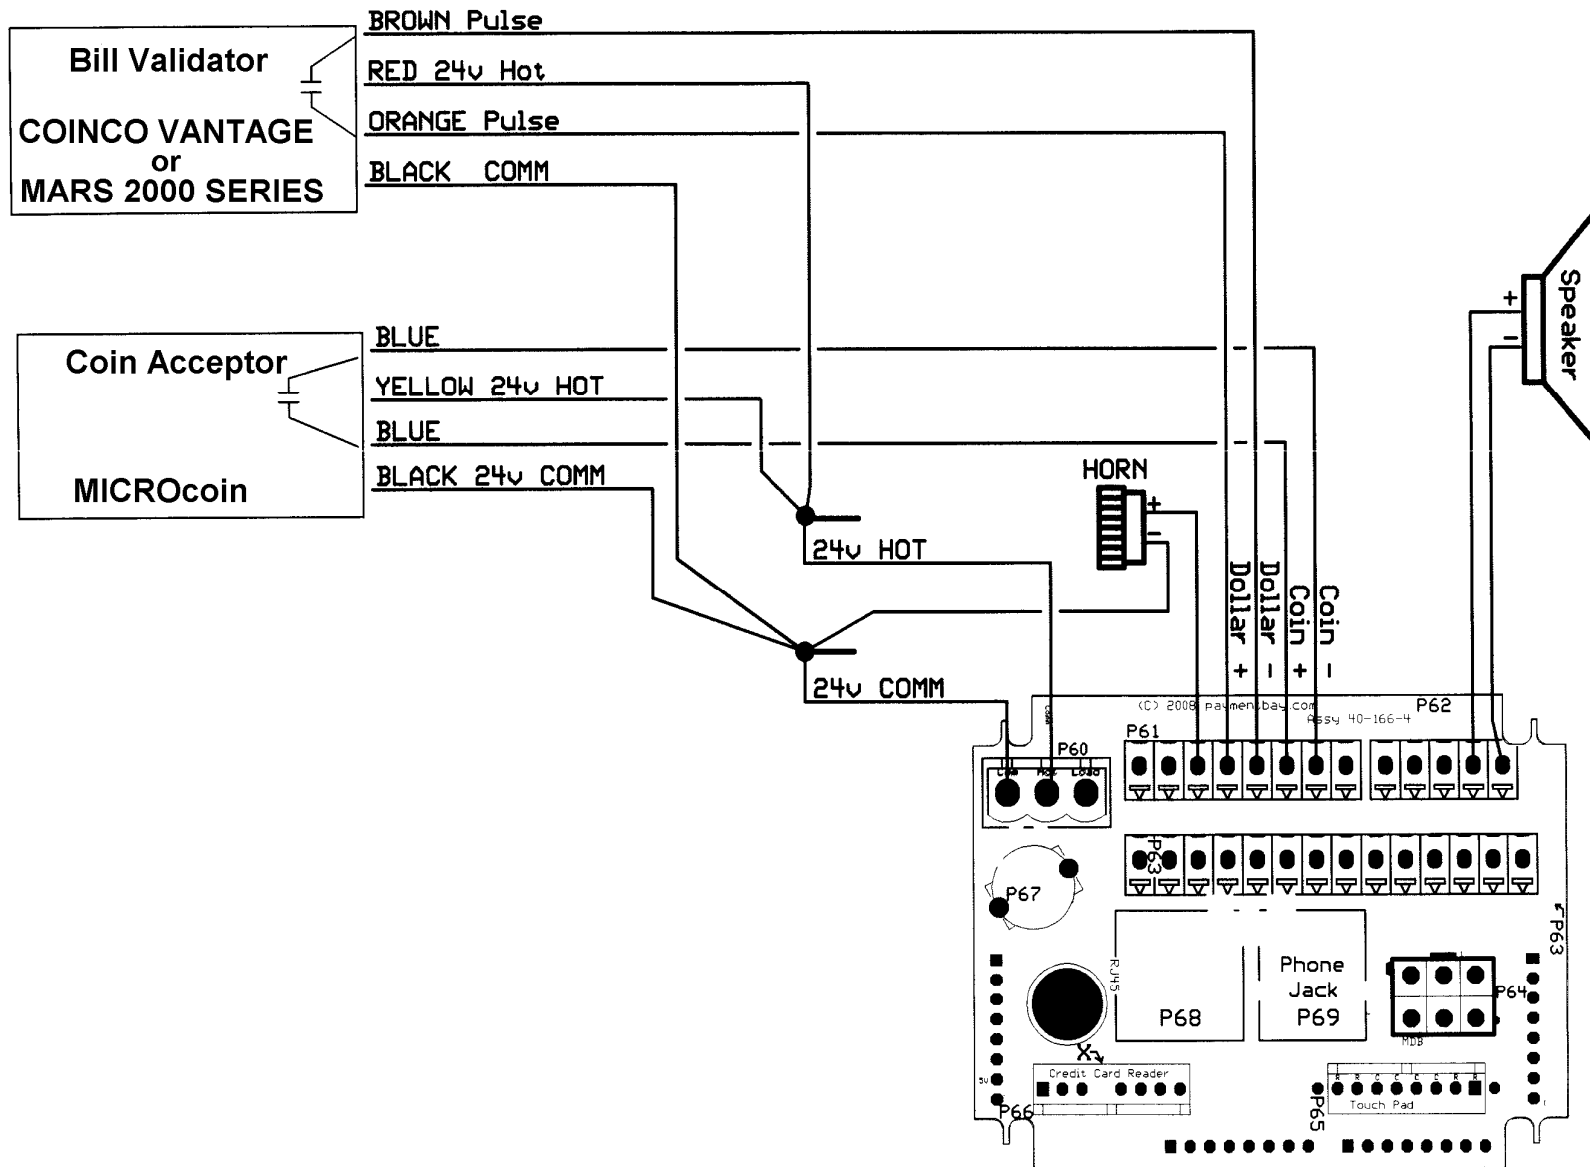 BROWN Pulse
Bill Validator
RED 24v Hot
COINCO VANTAGE
ORANGE Pulse
or
BLACK COMM
MARS 2000 SERIES
Speaker
+
-
BLUE
Coin Acceptor
YELLOW 24v HOT
BLUE
BLACK 24v COMM
MICROcoin
HORN
+
-
24v HOT
Dollar +
Dollar -
Coin +
Coin -
24v COMM
(C) 2008 paymentbay.com
Assy 40-166-4
P62
P61
P60
Hot
Load
P63
P67
P63
RJ45
Phone
Jack
P68
P69
P64
MDB
X
Credit Card Reader
5V
P66
R R C C C C R R
Touch Pad
P65